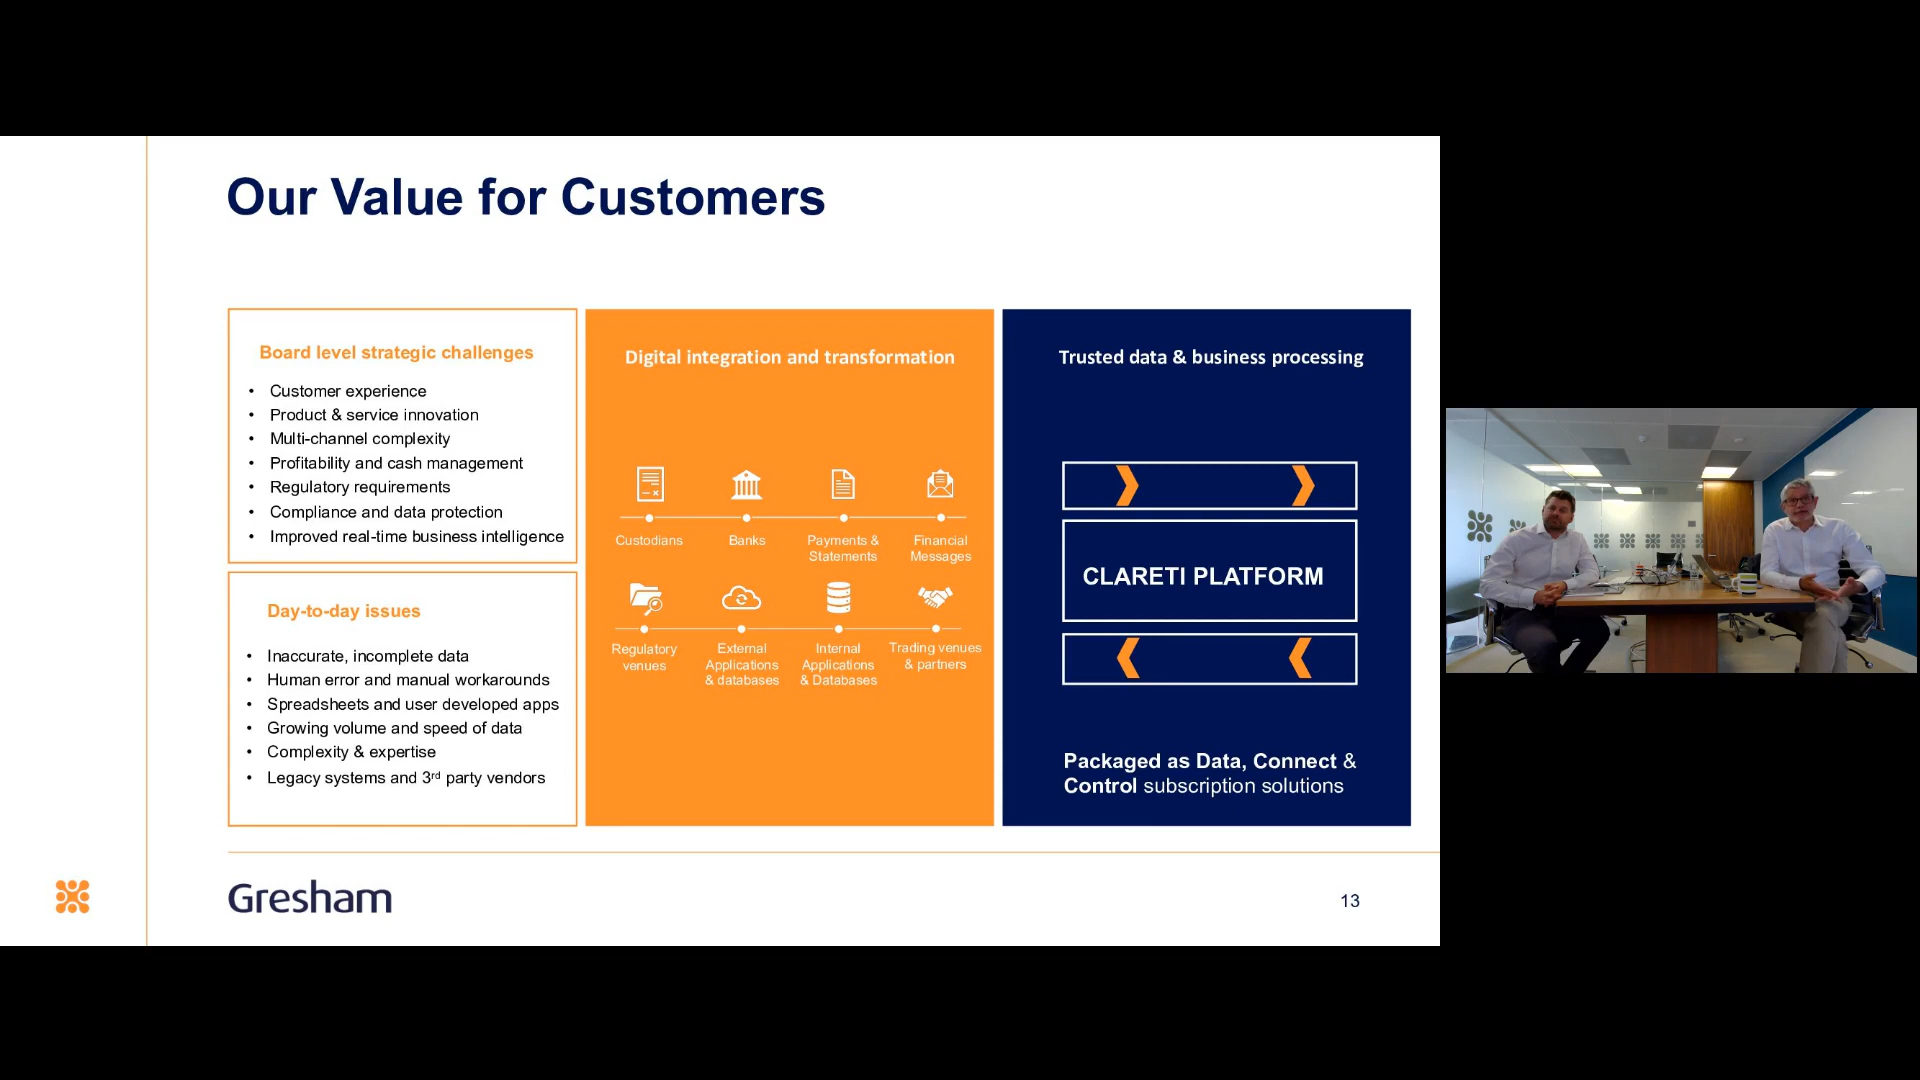 Our Value for Customers
Board level strategic challenges
• Customer experience
• Product & service innovation
• Multi-channel complexity
• Profitability and cash management
• Regulatory requirements
• Compliance and data protection
• Improved real-time business intelligence
Day-to-day issues
• Inaccurate, incomplete data
• Human error and manual workarounds
• Spreadsheets and user developed apps
• Growing volume and speed of data
• Complexity & expertise
• Legacy systems and 3rd party vendors
Digital integration and transformation
Custodians
Banks
Payments &
Statements
Financial
Messages
Regulatory
venues
External
Applications
& databases
Internal
Applications
& Databases
Trading venues
& partners
Trusted data & business processing
CLARETI PLATFORM
Packaged as Data, Connect &
Control subscription solutions
Gresham
13